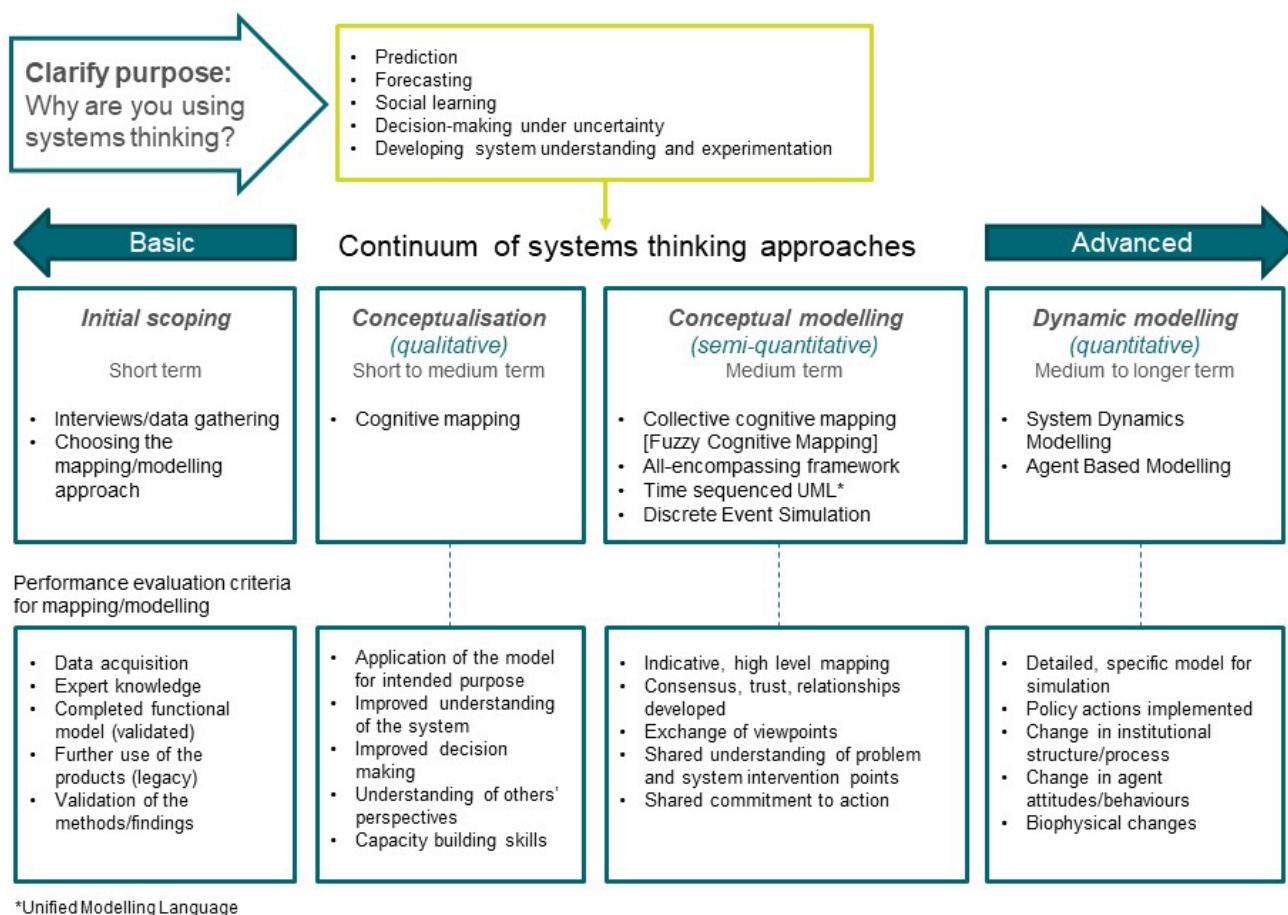 Clarify purpose:
Why are you using
systems thinking?
• Prediction
• Forecasting
• Social learning
• Decision-making under uncertainty
• Developing system understanding and experimentation
Basic
Continuum of systems thinking approaches
Advanced
Initial scoping
Short term
• Interviews/data gathering
• Choosing the
mapping/modelling
approach
Conceptualisation
(qualitative)
Short to medium term
• Cognitive mapping
Conceptual modelling
(semi-quantitative)
Medium term
• Collective cognitive mapping
[Fuzzy Cognitive Mapping]
• All-encompassing framework
• Time sequenced UML*
• Discrete Event Simulation
Dynamic modelling
(quantitative)
Medium to longer term
• System Dynamics
Modelling
• Agent Based Modelling
Performance evaluation criteria
for mapping/modelling
• Data acquisition
• Expert knowledge
• Completed functional
model (validated)
• Further use of the
products (legacy)
• Validation of the
methods/findings
• Application of the model
for intended purpose
• Improved understanding
of the system
• Improved decision
making
• Understanding of others’
perspectives
• Capacity building skills
• Indicative, high level mapping
• Consensus, trust, relationships
developed
• Exchange of viewpoints
• Shared understanding of problem
and system intervention points
• Shared commitment to action
• Detailed, specific model for
simulation
• Policy actions implemented
• Change in institutional
structure/process
• Change in agent
attitudes/behaviours
• Biophysical changes
*Unified Modelling Language